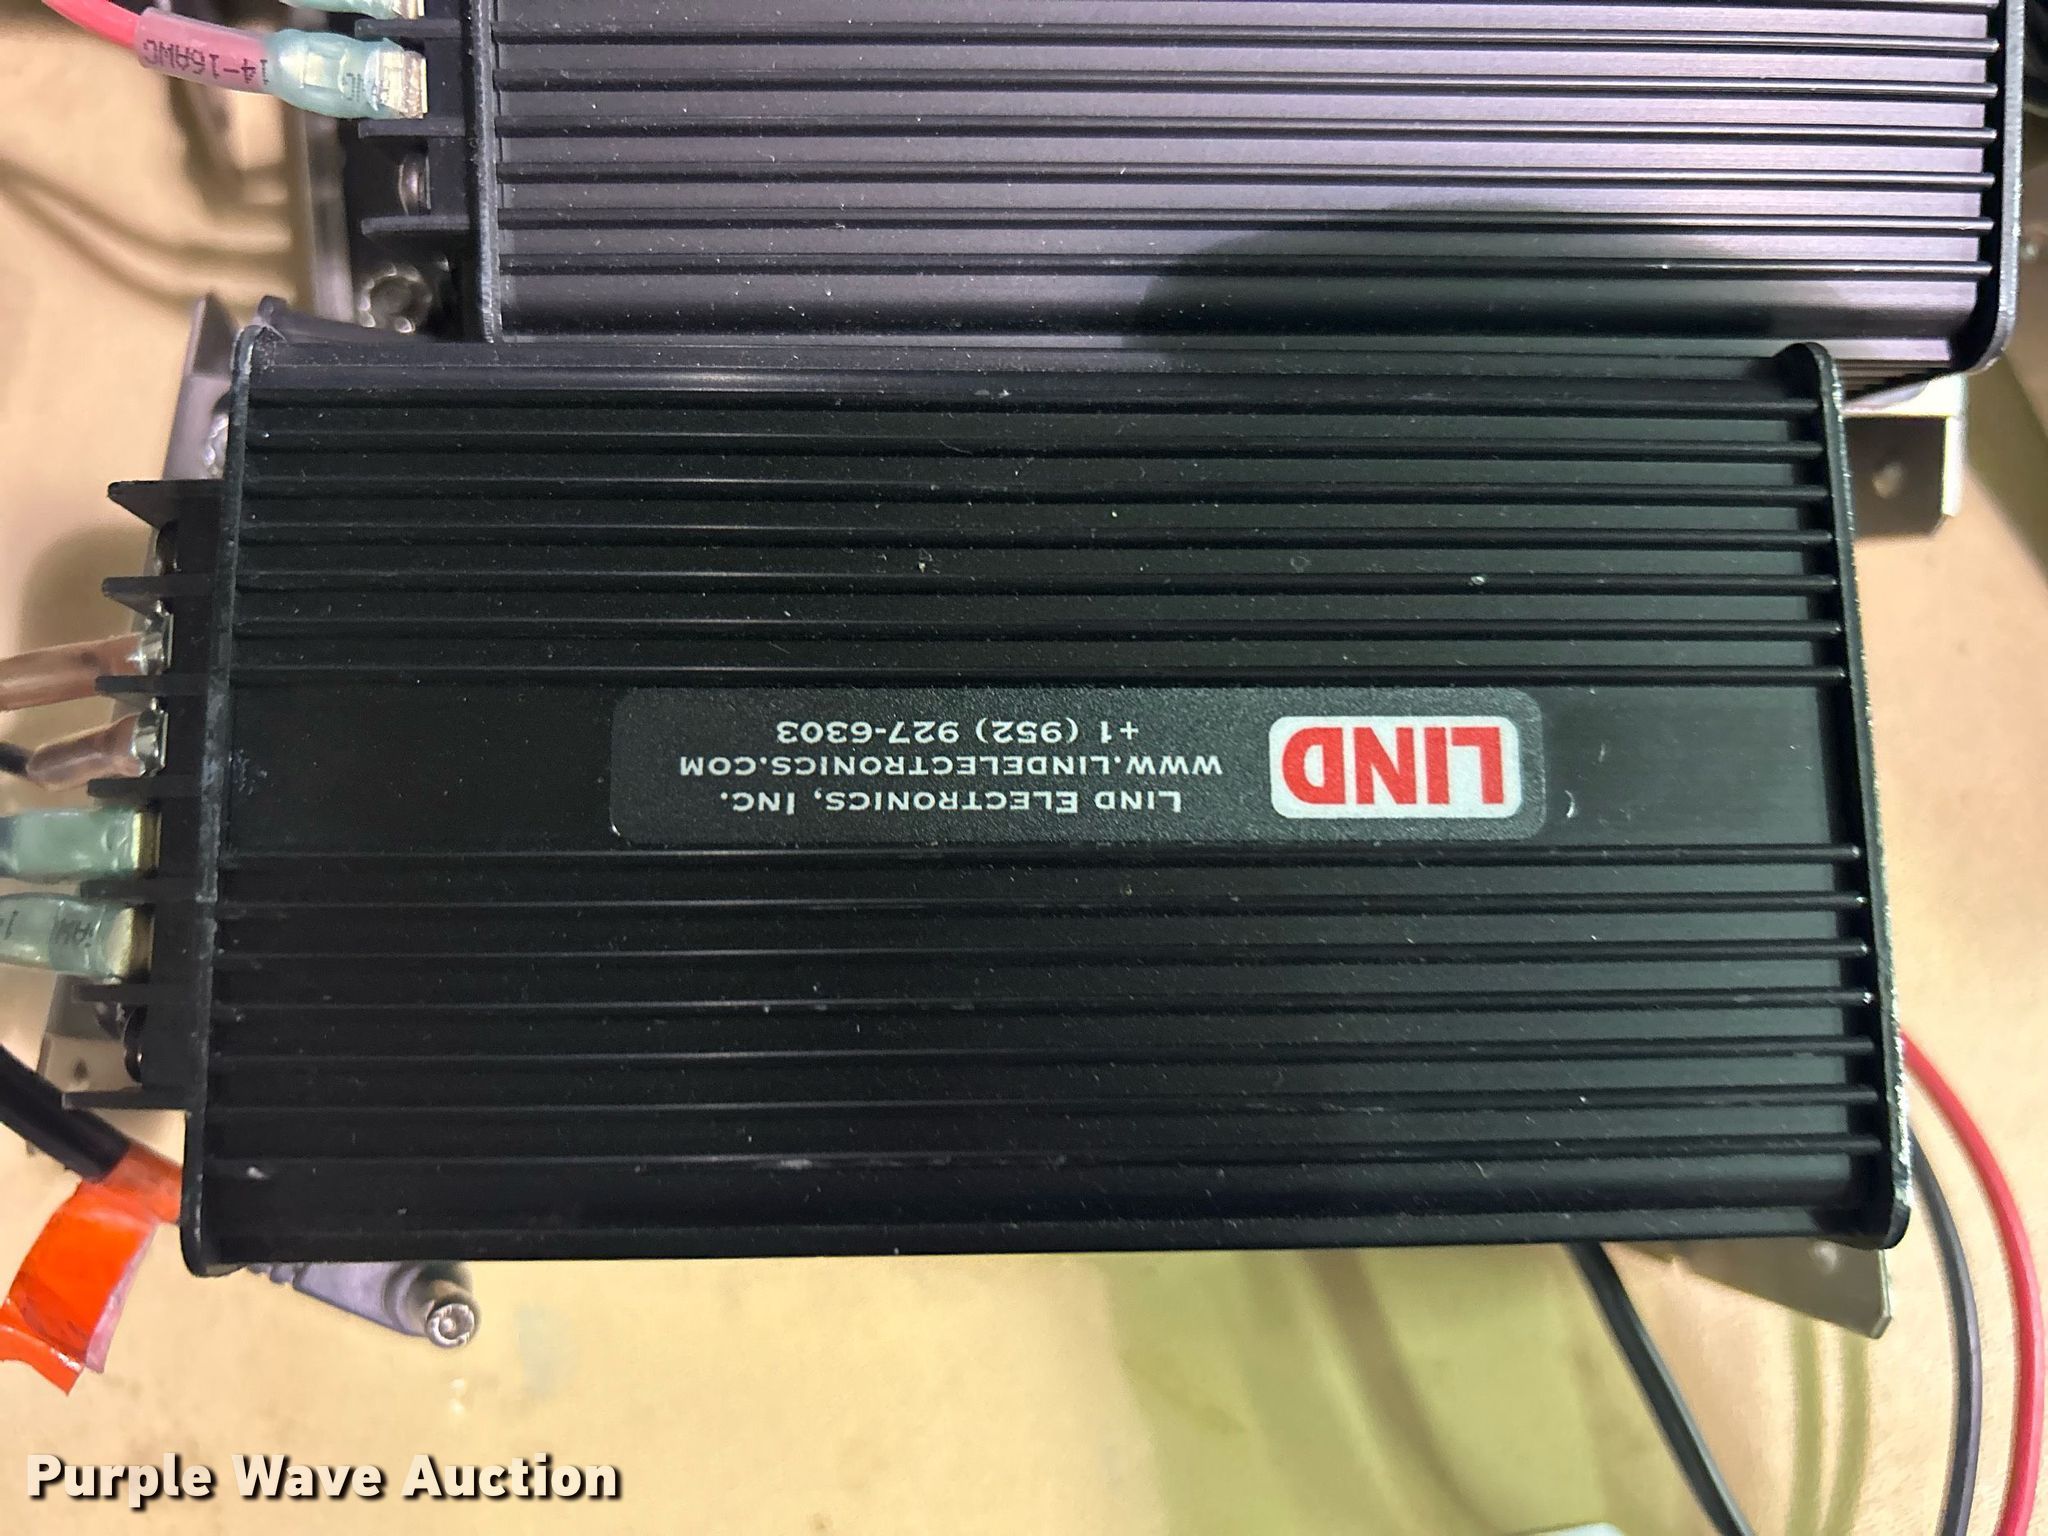 14-16AWG
LIND
LIND ELECTRONICS, INC.
WWW.LINDELECTRONICS.COM
+1 (952) 927-6303
Purple Wave Auction